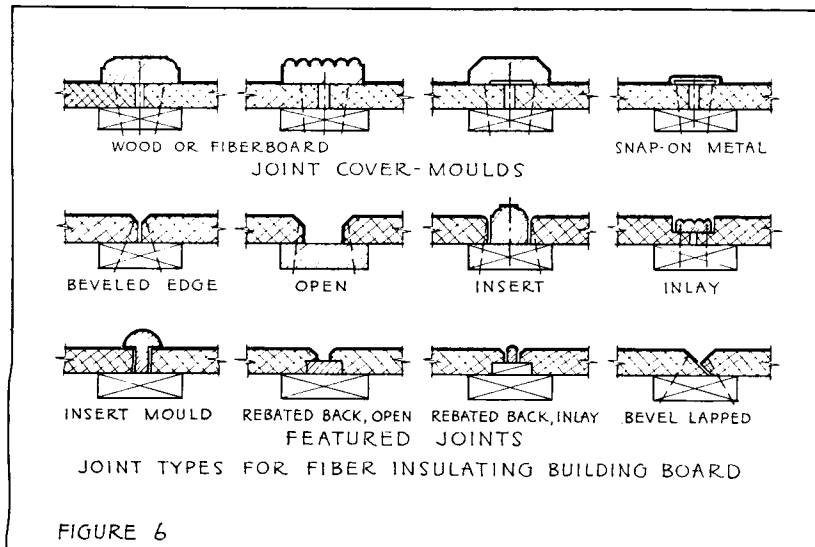 WOOD OR FIBERBOARD
SNAP-ON METAL
JOINT COVER-MOULDS
BEVELED EDGE
OPEN
INSERT
INLAY
INSERT MOULD
REBATED BACK, OPEN
REBATED BACK, INLAY
BEVEL LAPPED
FEATURED JOINTS
JOINT TYPES FOR FIBER INSULATING BUILDING BOARD
FIGURE 6